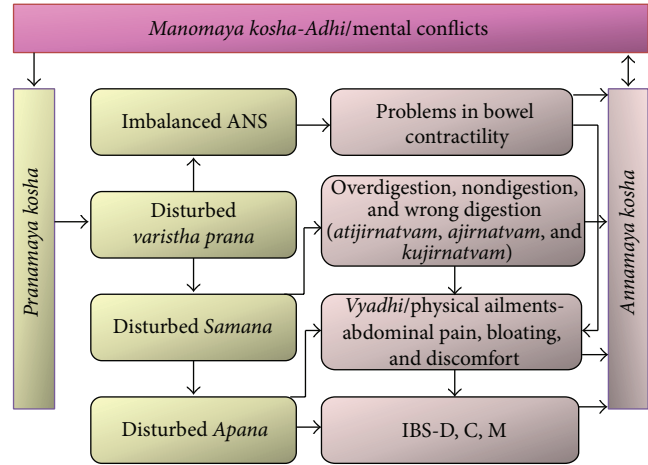 Manomaya kosha-Adhi/mental conflicts
Pranamaya kosha
Imbalanced ANS
Problems in bowel
contractility
Disturbed
varistha prana
Overdigestion, nondigestion,
and wrong digestion
(atijirnatvam, ajirnatvam, and
kujirnatvam)
Disturbed Samana
Vyadhi/physical ailments-
abdominal pain, bloating,
and discomfort
Disturbed Apana
IBS-D, C, M
Annamaya kosha